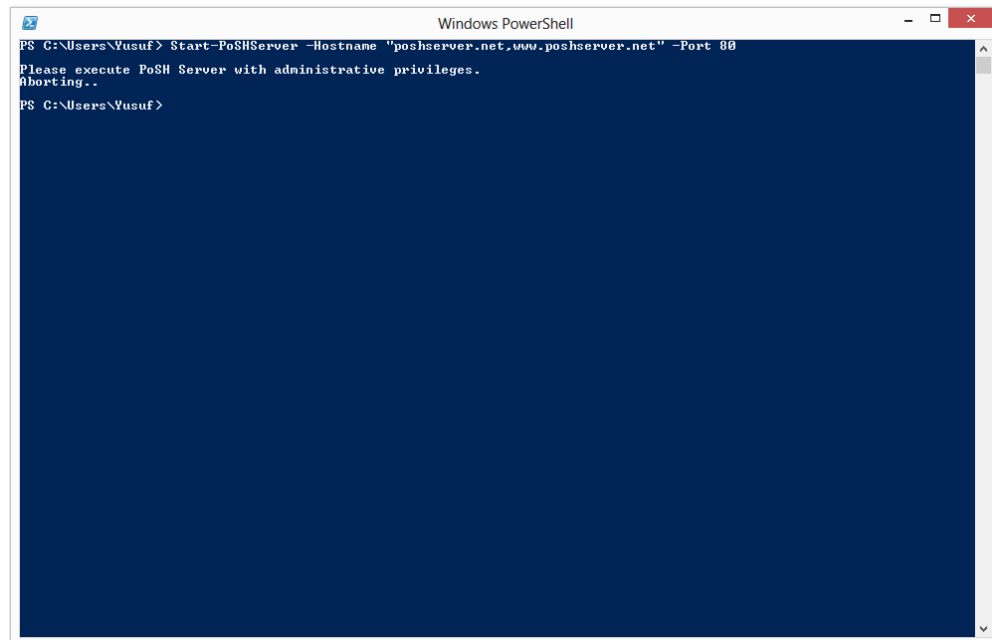 Windows PowerShell
PS C:\Users\Yusuf> Start-PoSHServer -Hostname "poshserver.net,www.poshserver.net" -Port 80
Please execute PoSH Server with administrative privileges.
Aborting..
PS C:\Users\Yusuf>